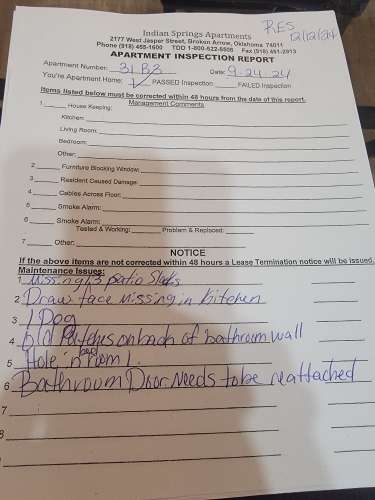 RES
12/12/24
Indian Springs Apartments
2177 West Jasper Street, Broken Arrow, Oklahoma 74011
Phone (918) 455-1600 TDD 1-800-522-8506 Fax (918) 451-2913
APARTMENT INSPECTION REPORT
Apartment Number: 31 B3 Date: 9-24-24
You're Apartment Home: ✓ PASSED Inspection FAILED Inspection
Items listed below must be corrected within 48 hours from the date of this report.
Management Comments
1 House Keeping:
Kitchen:
Living Room:
Bedroom:
Other:
2 Furniture Blocking Window:
3 Resident Caused Damage:
4 Cables Across Floor:
5 Smoke Alarm:
6 Smoke Alarm:
Tested & Working: Problem & Replaced:
7 Other:
NOTICE
If the above items are not corrected within 48 hours a Lease Termination notice will be issued.
Maintenance Issues:
1 Missing 3 patio Slats
2 Draw face Missing in Kitchen
3 1 Dog
4 Old Patches on bach of bathroom wall
5 Hole in Room 1.
6 Bathroom Door Needs to be reattached
7
8